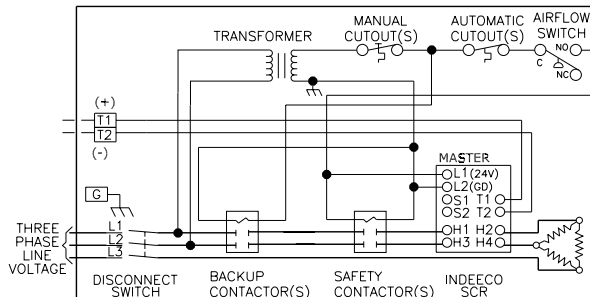 TRANSFORMER
MANUAL
CUTOUT(S)
AUTOMATIC
CUTOUT(S)
AIRFLOW
SWITCH
NO
C
NC
(+)
T1
T2
(-)
MASTER
L1(24V)
L2(GD)
S1 T1
S2 T2
H1 H2
H3 H4
G
THREE
PHASE
LINE
VOLTAGE
L1
L2
L3
DISCONNECT
SWITCH
BACKUP
CONTACTOR(S)
SAFETY
CONTACTOR(S)
INDEECO
SCR